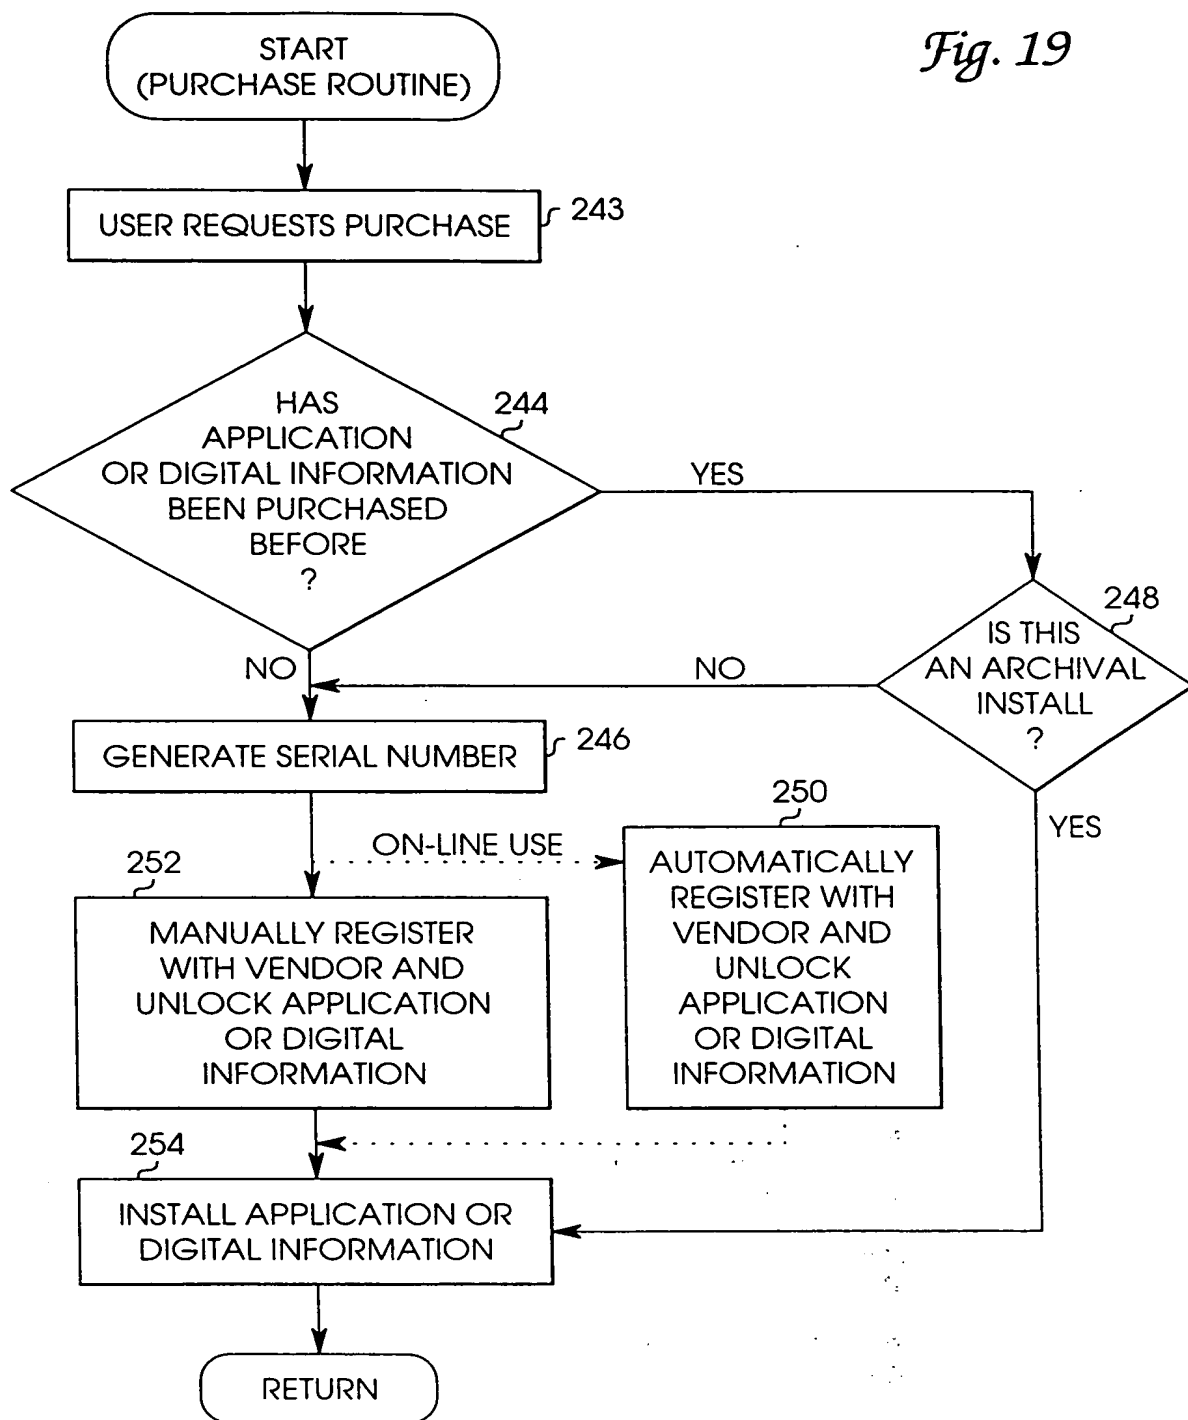 Fig. 19
START
(PURCHASE ROUTINE)
USER REQUESTS PURCHASE
243
HAS
APPLICATION
OR DIGITAL INFORMATION
BEEN PURCHASED
BEFORE
?
244
YES
NO
248
IS THIS
AN ARCHIVAL
INSTALL
?
NO
YES
GENERATE SERIAL NUMBER
246
ON-LINE USE
250
AUTOMATICALLY
REGISTER WITH
VENDOR AND
UNLOCK
APPLICATION
OR DIGITAL
INFORMATION
252
MANUALLY REGISTER
WITH VENDOR AND
UNLOCK APPLICATION
OR DIGITAL
INFORMATION
254
INSTALL APPLICATION OR
DIGITAL INFORMATION
RETURN